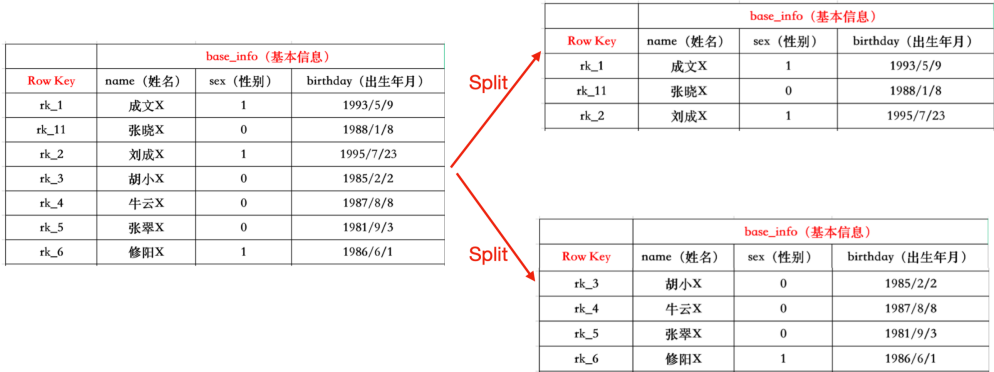 base_info（基本信息）
Row Key name（姓名） sex（性别） birthday（出生年月）
rk_1 成文X 1 1993/5/9
rk_11 张晓X 0 1988/1/8
rk_2 刘成X 1 1995/7/23
rk_3 胡小X 0 1985/2/2
rk_4 牛云X 0 1987/8/8
rk_5 张翠X 0 1981/9/3
rk_6 修阳X 1 1986/6/1
Split
base_info（基本信息）
Row Key name（姓名） sex（性别） birthday（出生年月）
rk_1 成文X 1 1993/5/9
rk_11 张晓X 0 1988/1/8
rk_2 刘成X 1 1995/7/23
Split
base_info（基本信息）
Row Key name（姓名） sex（性别） birthday（出生年月）
rk_3 胡小X 0 1985/2/2
rk_4 牛云X 0 1987/8/8
rk_5 张翠X 0 1981/9/3
rk_6 修阳X 1 1986/6/1